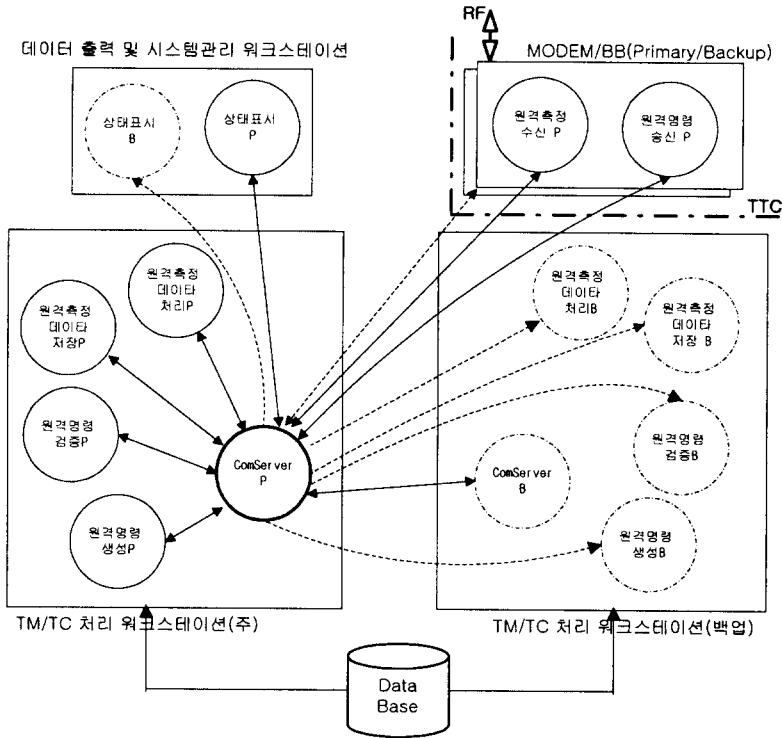 RF
데이터 출력 및 시스템관리 워크스테이션
MODEM/BB(Primary/Backup)
상태표시
B
상태표시
P
원격측정
수신 P
원격명령
송신 P
TTC
원격측정
데이타
처리P
원격측정
데이타
저장P
원격명령
검증P
원격명령
생성P
ComServer
P
원격측정
데이타
처리B
원격측정
데이타
저장 B
원격명령
검증B
ComServer
B
원격명령
생성B
TM/TC 처리 워크스테이션(주)
TM/TC 처리 워크스테이션(백업)
Data
Base